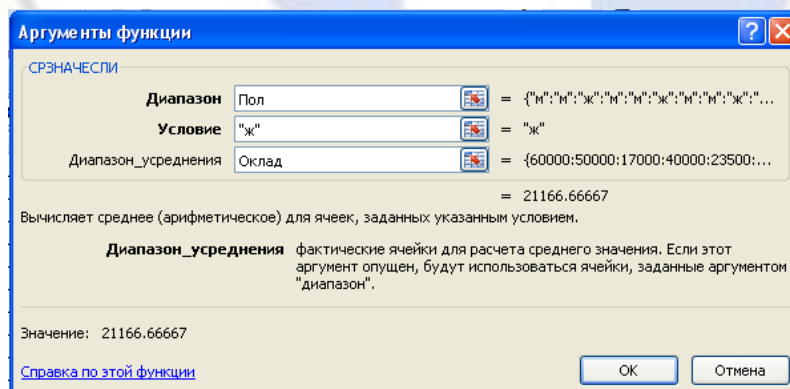 Аргументы функции
СРЗНАЧЕСЛИ
Диапазон Пол = {"м":"м":"ж":"м":"м":"ж":"м":"м":"ж":"...
Условие "ж" = "ж"
Диапазон_усреднения Оклад = {60000:50000:17000:40000:23500:...
= 21166.66667
Вычисляет среднее (арифметическое) для ячеек, заданных указанным условием.
Диапазон_усреднения фактические ячейки для расчета среднего значения. Если этот
аргумент опущен, будут использоваться ячейки, заданные аргументом
"диапазон".
Значение: 21166.66667
Справка по этой функции
ОК Отмена